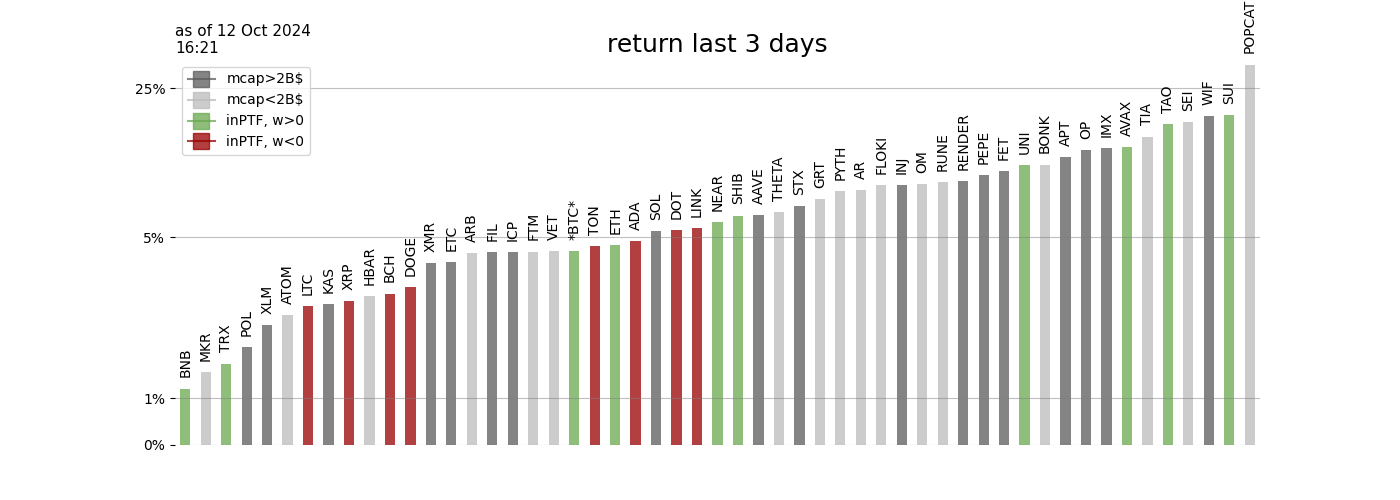 as of 12 Oct 2024
16:21
return last 3 days
mcap>2B$
mcap<2B$
inPTF, w>0
inPTF, w<0
25%
5%
1%
0%
BNB
MKR
TRX
POL
XLM
ATOM
LTC
KAS
XRP
HBAR
BCH
DOGE
XMR
ETC
ARB
FIL
ICP
FTM
VET
*BTC*
TON
ETH
ADA
SOL
DOT
LINK
NEAR
SHIB
AAVE
THETA
STX
GRT
PYTH
AR
FLOKI
INJ
OM
RUNE
RENDER
PEPE
FET
UNI
BONK
APT
OP
IMX
AVAX
TIA
TAO
SEI
WIF
SUI
POPCAT